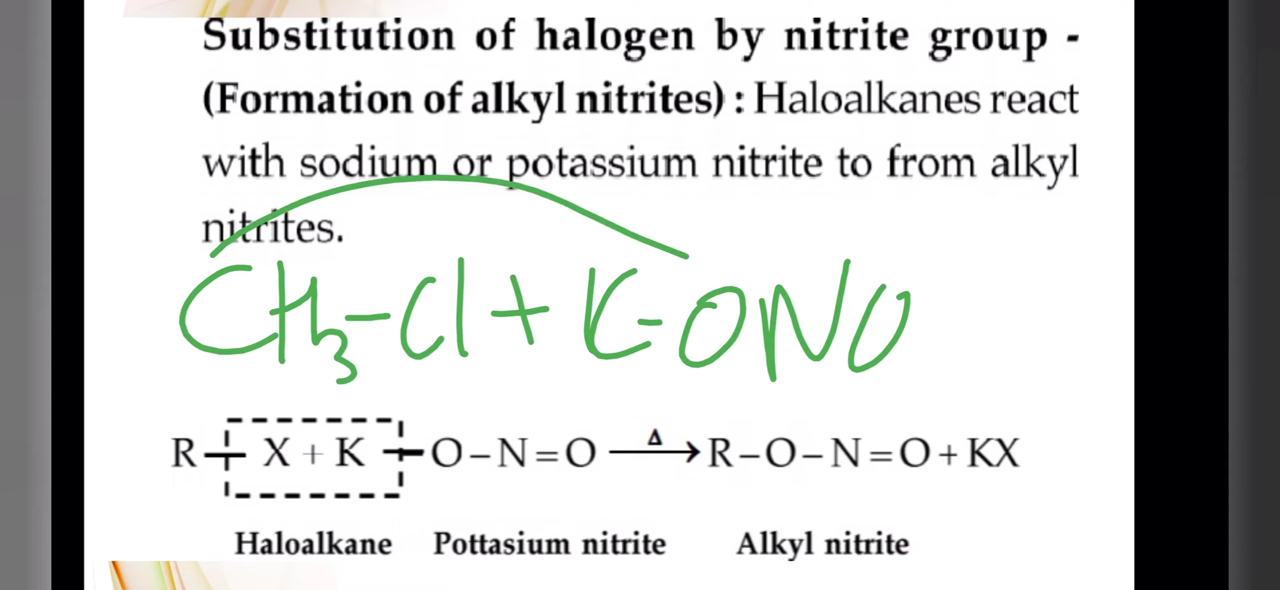 Substitution of halogen by nitrite group -
(Formation of alkyl nitrites) : Haloalkanes react
with sodium or potassium nitrite to from alkyl
nitrites.
CH3-Cl + K-ONO
R X + K O-N=O Δ→ R-O-N=O + KX
Haloalkane Pottasium nitrite Alkyl nitrite